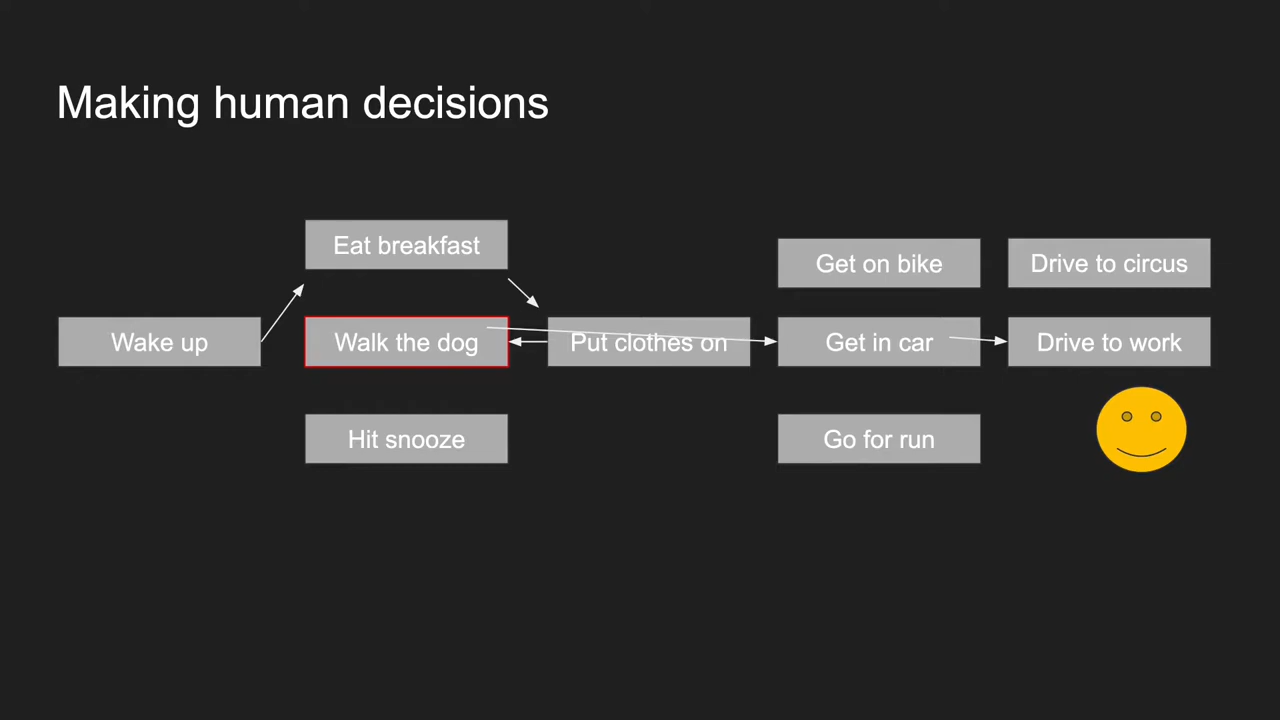 Making human decisions
Eat breakfast
Get on bike
Drive to circus
Wake up
Walk the dog
Put clothes on
Get in car
Drive to work
Hit snooze
Go for run